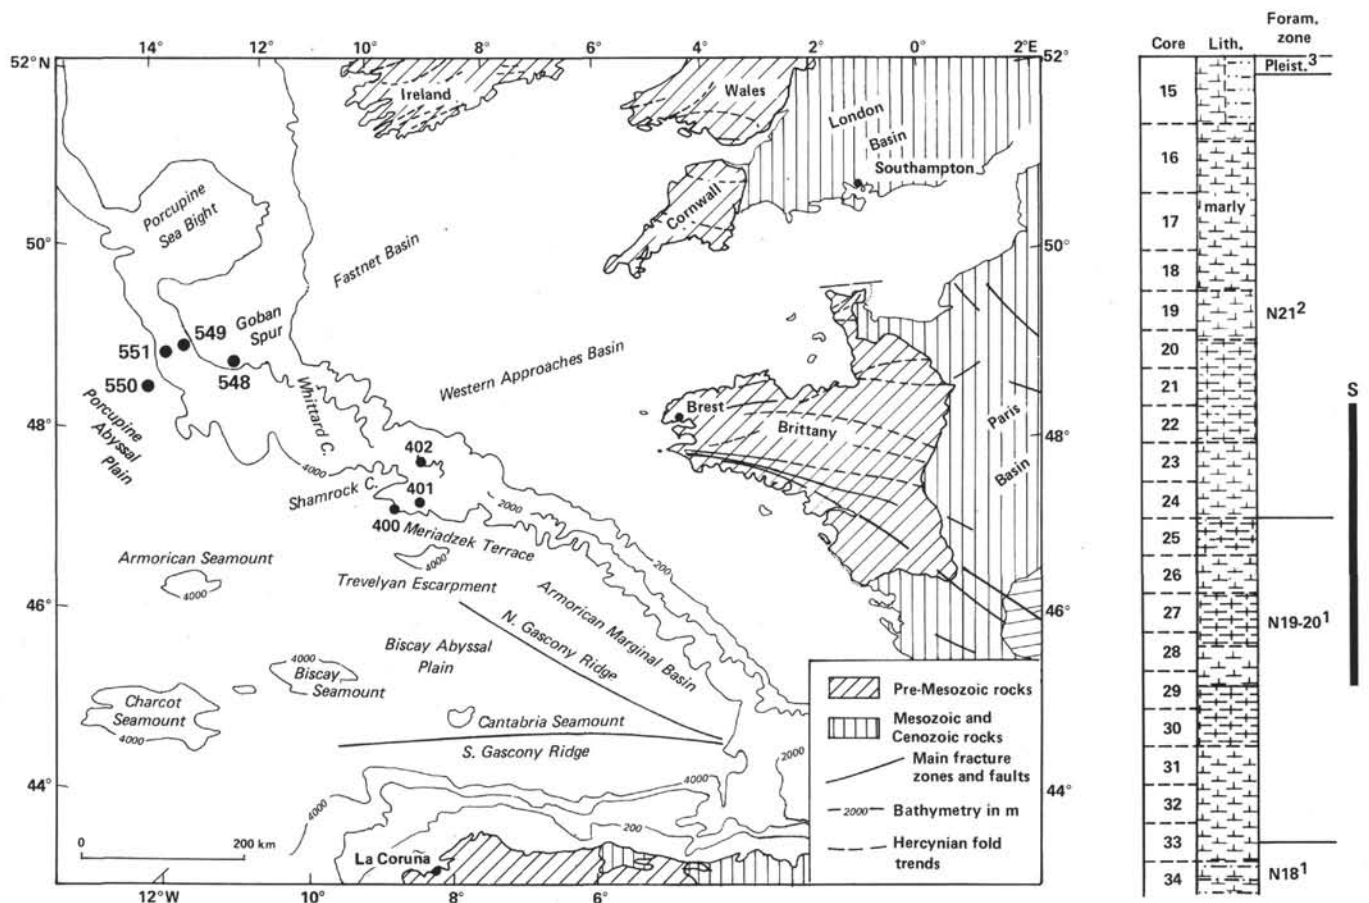 14°
12°
10°
8°
6°
4°
2°
0°
2°E
52°N
52°
50°
50°
48°
48°
46°
46°
44°
44°
12°W
10°
8°
6°
Ireland
Wales
London
Basin
Southampton
Cornwall
Porcupine
Sea Bight
Fastnet Basin
Goban
Spur
549
551
548
550
Porcupine
Abyssal
Plain
Whittard C.
Western Approaches Basin
Brest
Brittany
Paris
Basin
4000
402
Shamrock C.
401
400
Meriadzek Terrace
2000
200
4000
Armorican Seamount
4000
Trevelyan Escarpment
Armorican Marginal Basin
N. Gascony Ridge
Biscay Abyssal
Plain
4000
Biscay
Seamount
Charcot
Seamount
4000
Cantabria Seamount
S. Gascony Ridge
4000
2000
4000
200
0
200 km
La Coruña
Pre-Mesozoic rocks
Mesozoic and
Cenozoic rocks
Main fracture
zones and faults
2000
Bathymetry in m
Hercynian fold
trends
Core
Lith.
Foram.
zone
Pleist.3
15
16
17
marly
18
19
N21²
20
21
S
22
23
24
25
26
27
N19-20¹
28
29
30
31
32
33
34
N18¹